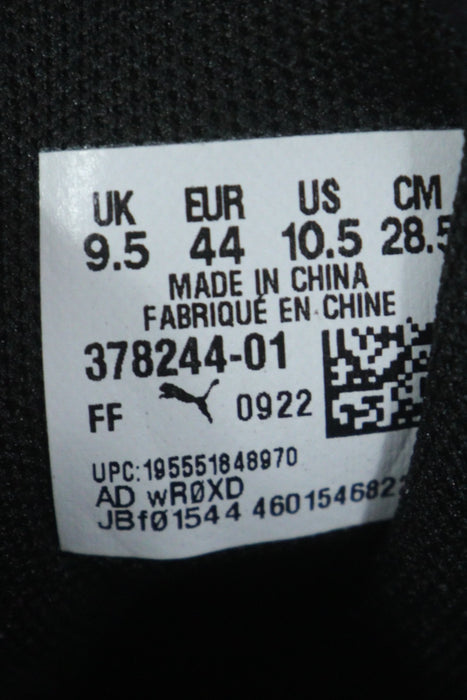 UK EUR US CM
9.5 44 10.5 28.5
MADE IN CHINA
FABRIQUÉ EN CHINE
378244-01
FF 0922
UPC:195551848970
AD wRØXD
JBfØ1544